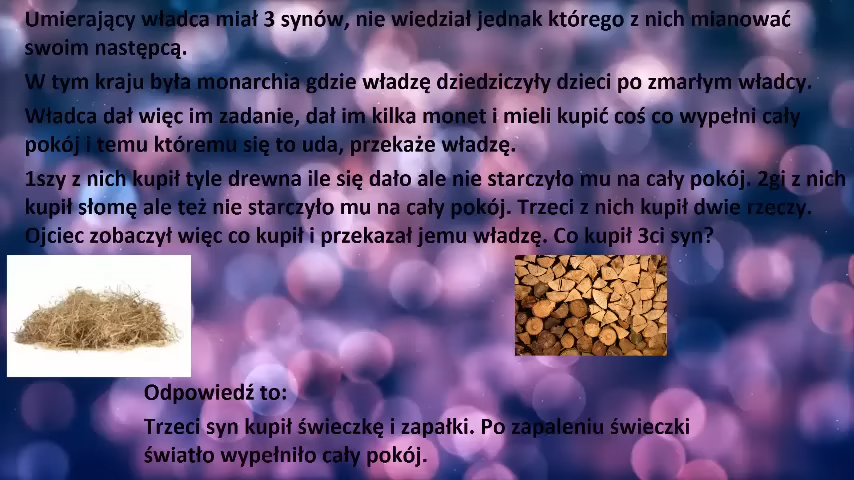 Umierający władca miał 3 synów, nie wiedział jednak którego z nich mianować
swoim następcą.
W tym kraju była monarchia gdzie władzę dziedziczyły dzieci po zmarłym władcy.
Władca dał więc im zadanie, dał im kilka monet i mieli kupić coś co wypełni cały
pokój i temu któremu się to uda, przekaże władzę.
1szy z nich kupił tyle drewna ile się dało ale nie starczyło mu na cały pokój. 2gi z nich
kupił słomę ale też nie starczyło mu na cały pokój. Trzeci z nich kupił dwie rzeczy.
Ojciec zobaczył więc co kupił i przekazał jemu władzę. Co kupił 3ci syn?
Odpowiedź to:
Trzeci syn kupił świeczkę i zapałki. Po zapaleniu świeczki
światło wypełniło cały pokój.